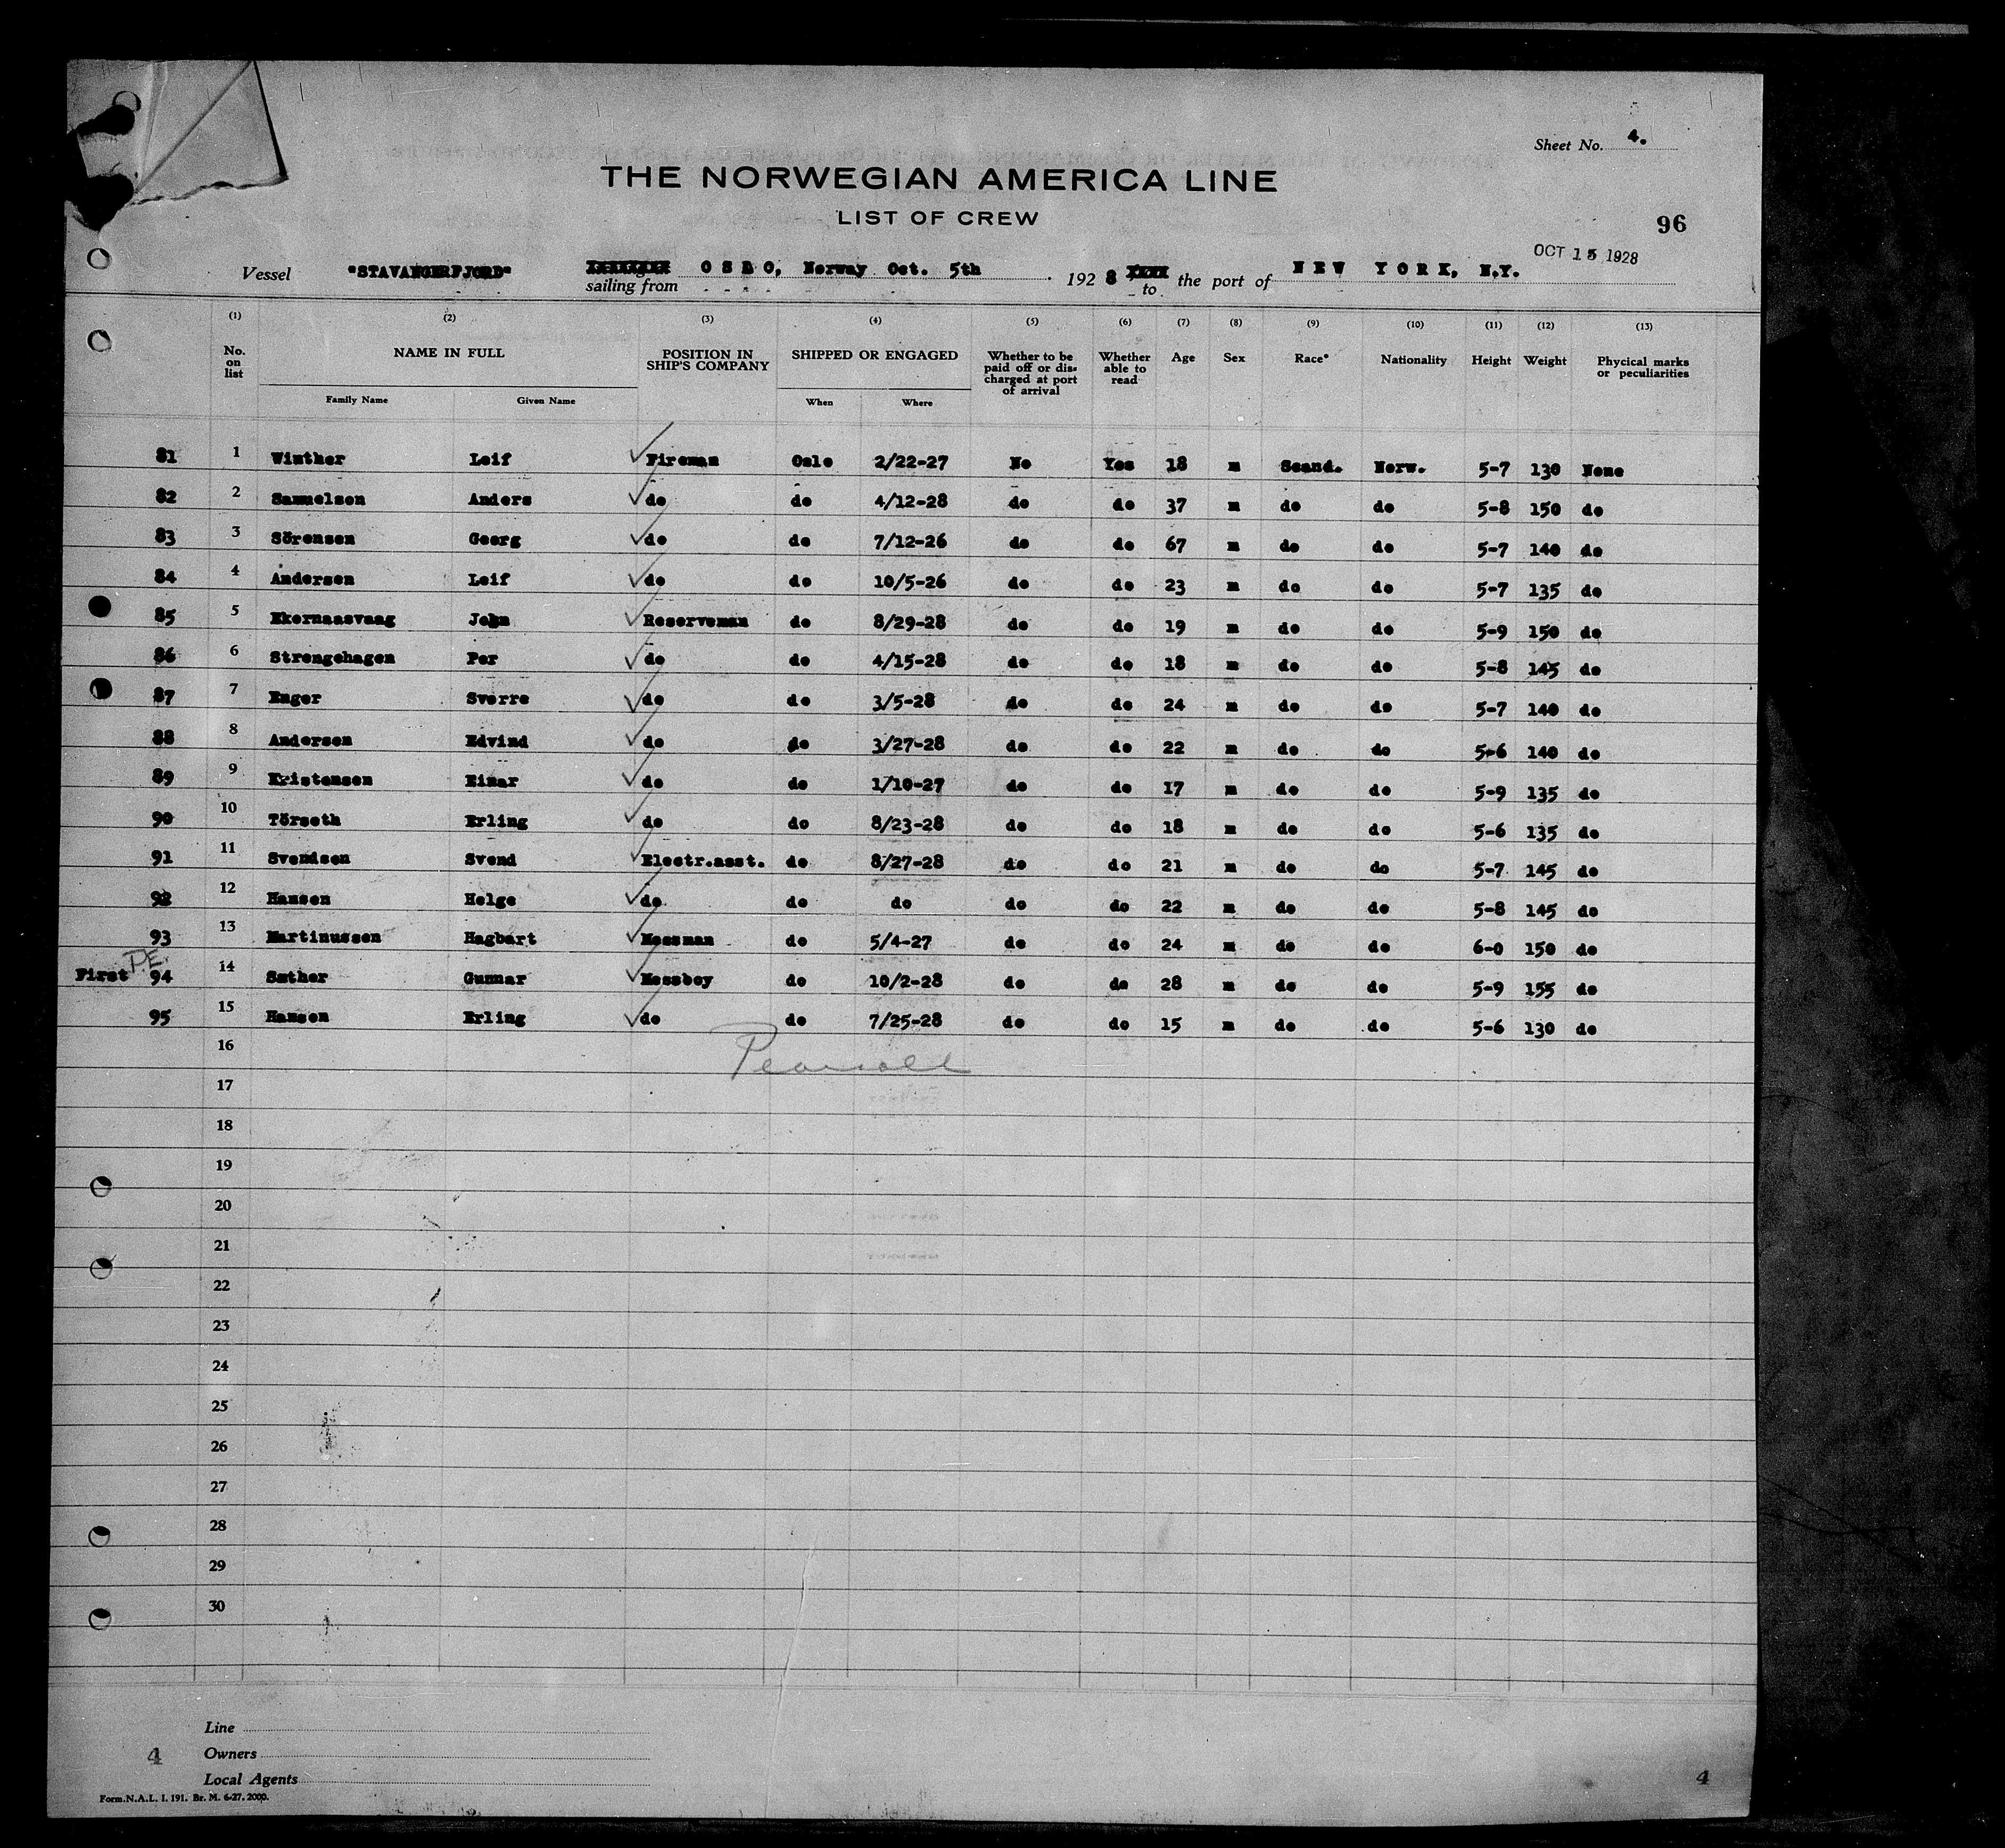 Sheet No. 4.
THE NORWEGIAN AMERICA LINE
LIST OF CREW
96
OCT 15 1928
Vessel "STAVANGERFJORD" sailing from OSLO, Norway Oct. 5th 1928 to the port of NEW YORK, N.Y.
(1) (2) (3) (4) (5) (6) (7) (8) (9) (10) (11) (12) (13)
No. on list NAME IN FULL POSITION IN SHIP'S COMPANY SHIPPED OR ENGAGED Whether to be paid off or discharged at port of arrival Whether able to read Age Sex Race* Nationality Height Weight Phycical marks or peculiarities
Family Name Given Name When Where
81 1 Winther Leif Fireman Oslo 2/22-27 No Yes 18 m Scand. Norw. 5-7 130 None
82 2 Samuelsen Anders do do 4/12-28 do do 37 m do do 5-8 150 do
83 3 Sörensen Georg do do 7/12-26 do do 67 m do do 5-7 140 do
84 4 Andersen Leif do do 10/5-26 do do 23 m do do 5-7 135 do
85 5 Ekornaasvaag John Reserveman do 8/29-28 do do 19 m do do 5-9 150 do
86 6 Strengehagen Per do do 4/15-28 do do 18 m do do 5-8 145 do
87 7 Enger Sverre do do 3/5-28 do do 24 m do do 5-7 140 do
88 8 Andersen Edvind do do 3/27-28 do do 22 m do do 5-6 140 do
89 9 Kristensen Einar do do 1/10-27 do do 17 m do do 5-9 135 do
90 10 Törseth Erling do do 8/23-28 do do 18 m do do 5-6 135 do
91 11 Svendsen Svend Electr.asst. do 8/27-28 do do 21 m do do 5-7 145 do
92 12 Hansen Helge do do do do do 22 m do do 5-8 145 do
93 13 Martinussen Hagbart Messman do 5/4-27 do do 24 m do do 6-0 150 do
P.E.
First 94 14 Sæther Gunnar Messboy do 10/2-28 do do 28 m do do 5-9 155 do
95 15 Hansen Erling do do 7/25-28 do do 15 m do do 5-6 130 do
16
Pearsall
17
18
19
20
21
22
23
24
25
26
27
28
29
30
Line
4 Owners
Local Agents
4
Form.N.A.L. I. 191. Br. M. 6-27. 2000.